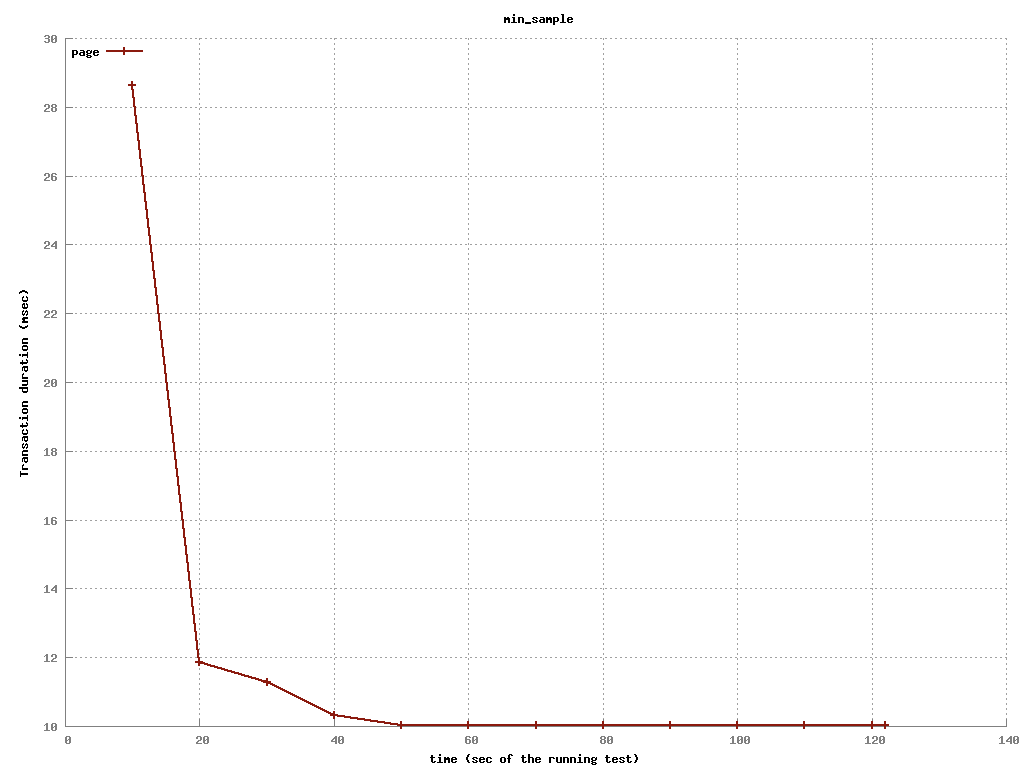 min_sample
page
30
28
26
24
22
20
18
16
14
12
10
Transaction duration (msec)
0 20 40 60 80 100 120 140
time (sec of the running test)